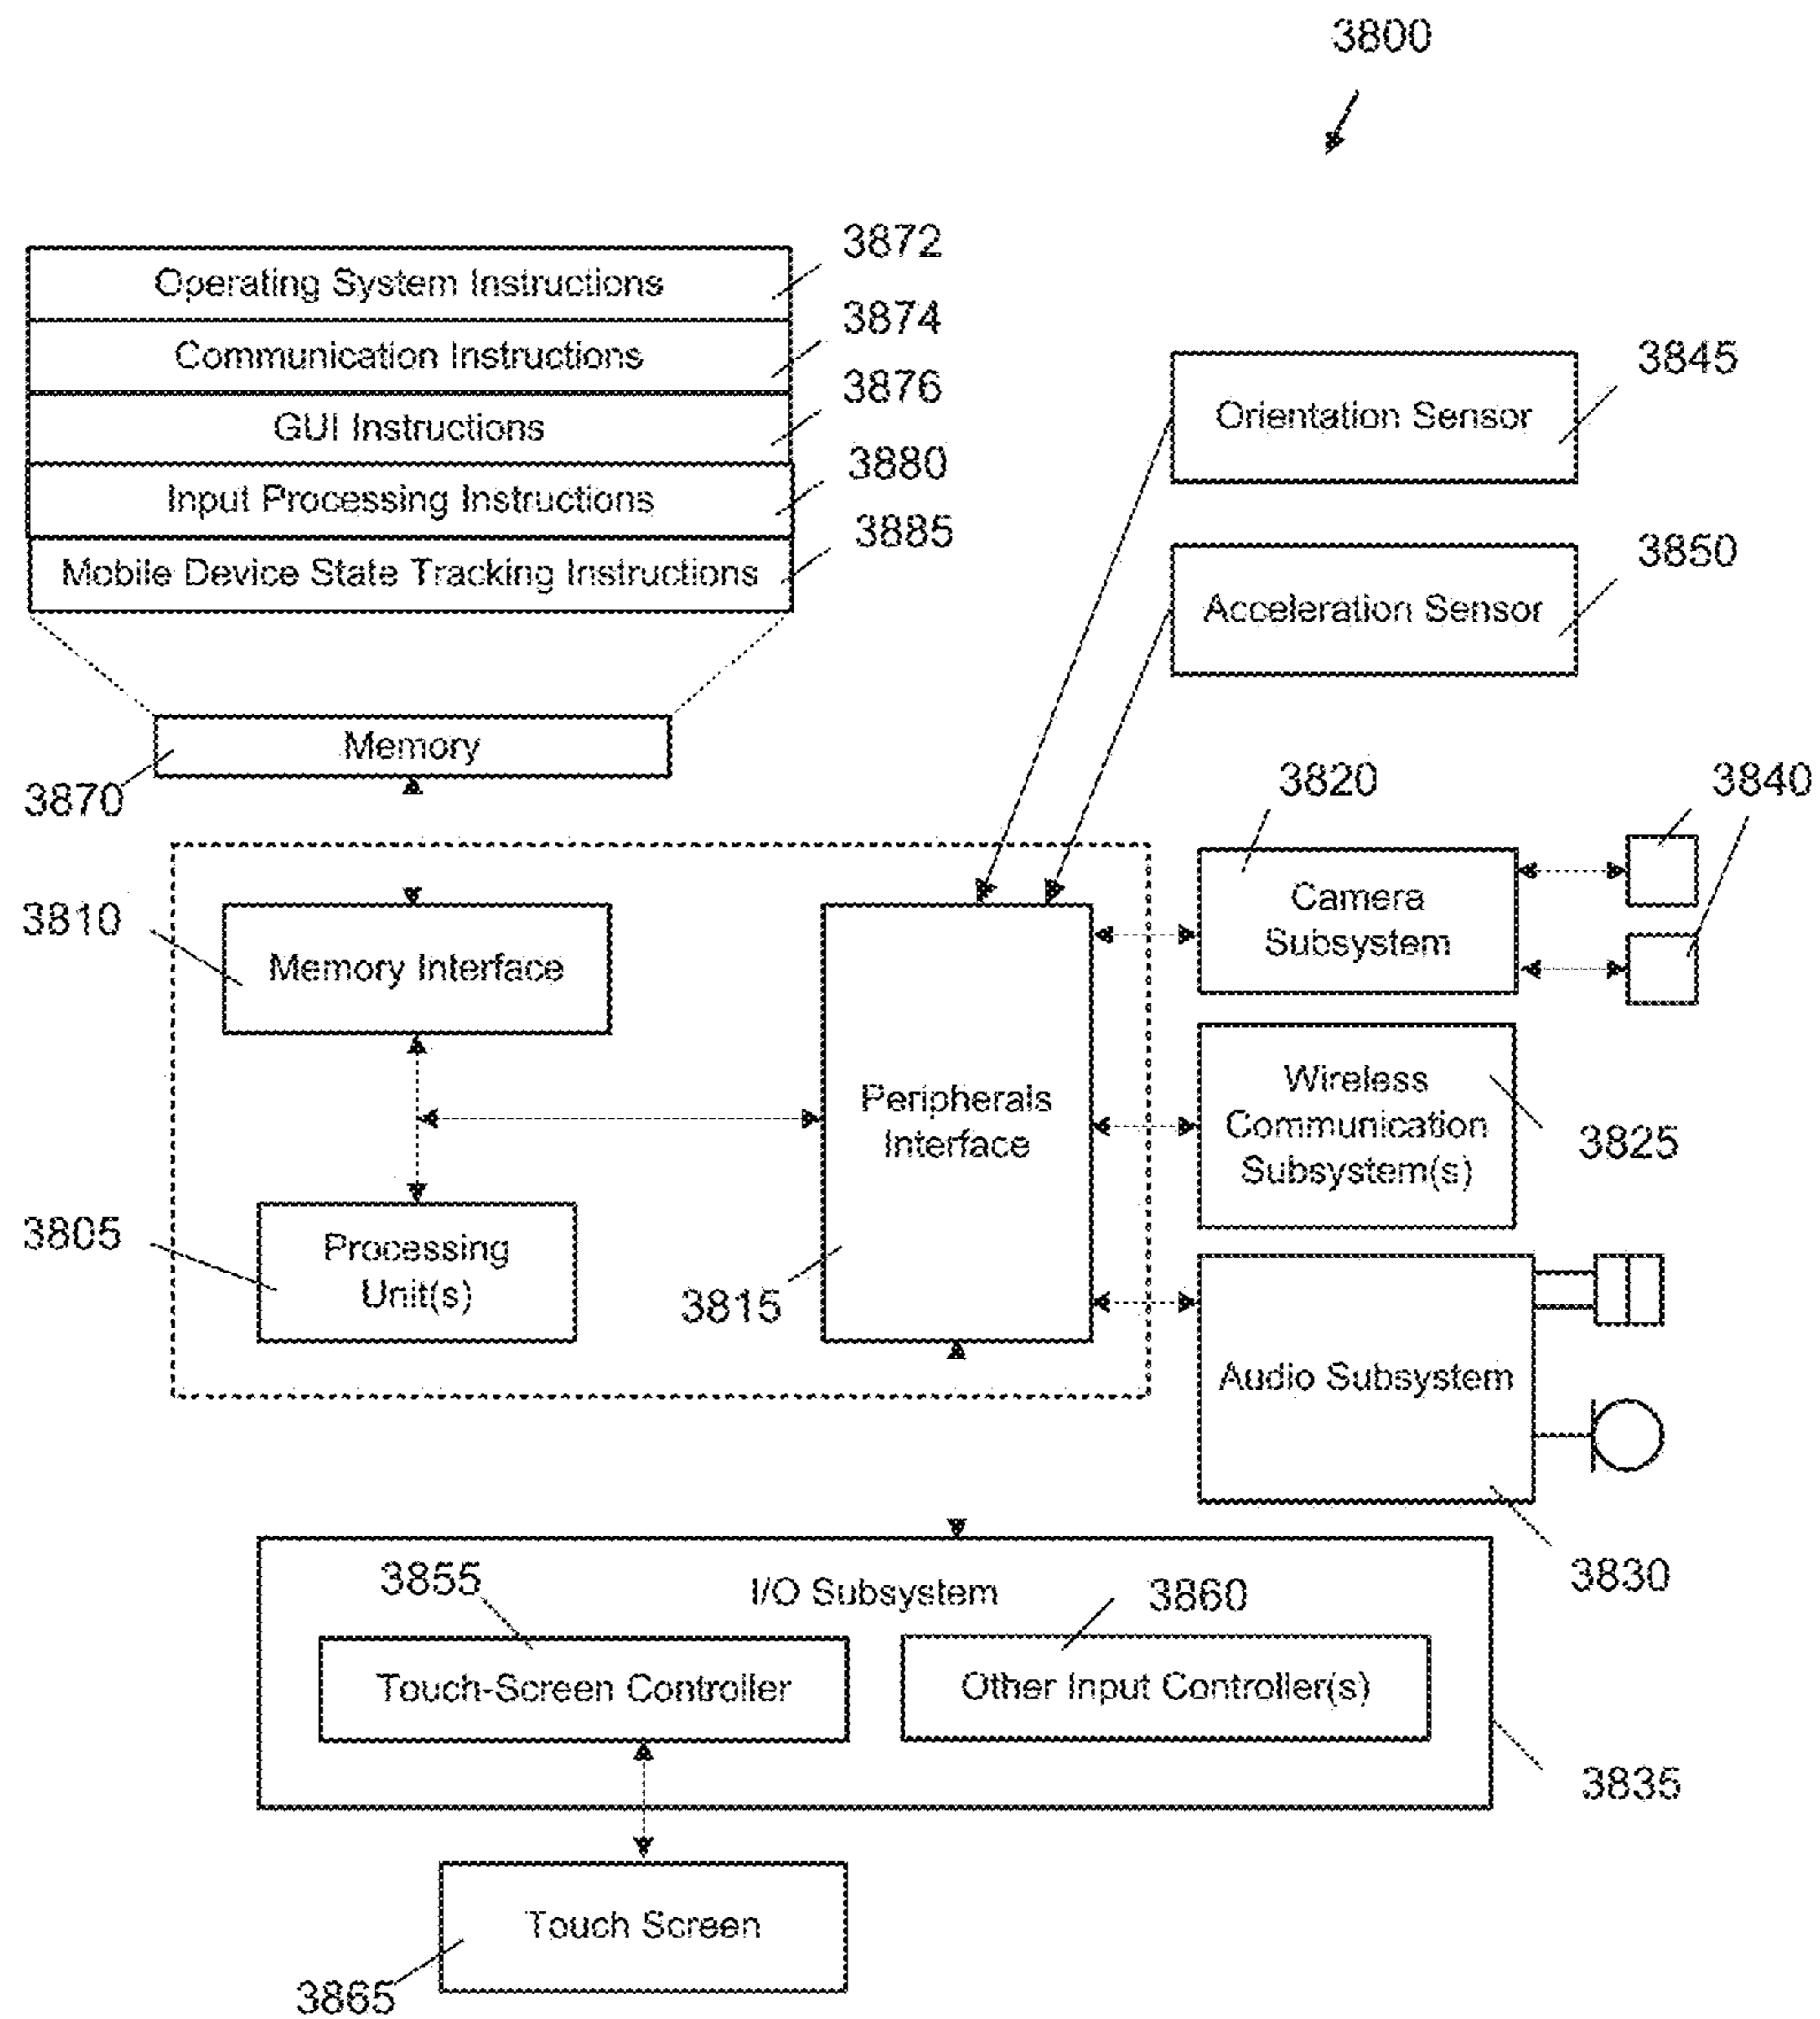 3800
3872
Operating System Instructions
3874
Communication Instructions
3876
GUI Instructions
3880
Input Processing Instructions
3885
Mobile Device State Tracking Instructions
3845
Orientation Sensor
3850
Acceleration Sensor
Memory
3870
3820
3840
Camera
Subsystem
3810
Memory Interface
Peripherals
Interface
Wireless
Communication
Subsystem(s)
3825
3805
Processing
Unit(s)
3815
Audio Subsystem
3830
3855
I/O Subsystem
3860
Touch-Screen Controller
Other Input Controller(s)
3835
Touch Screen
3865